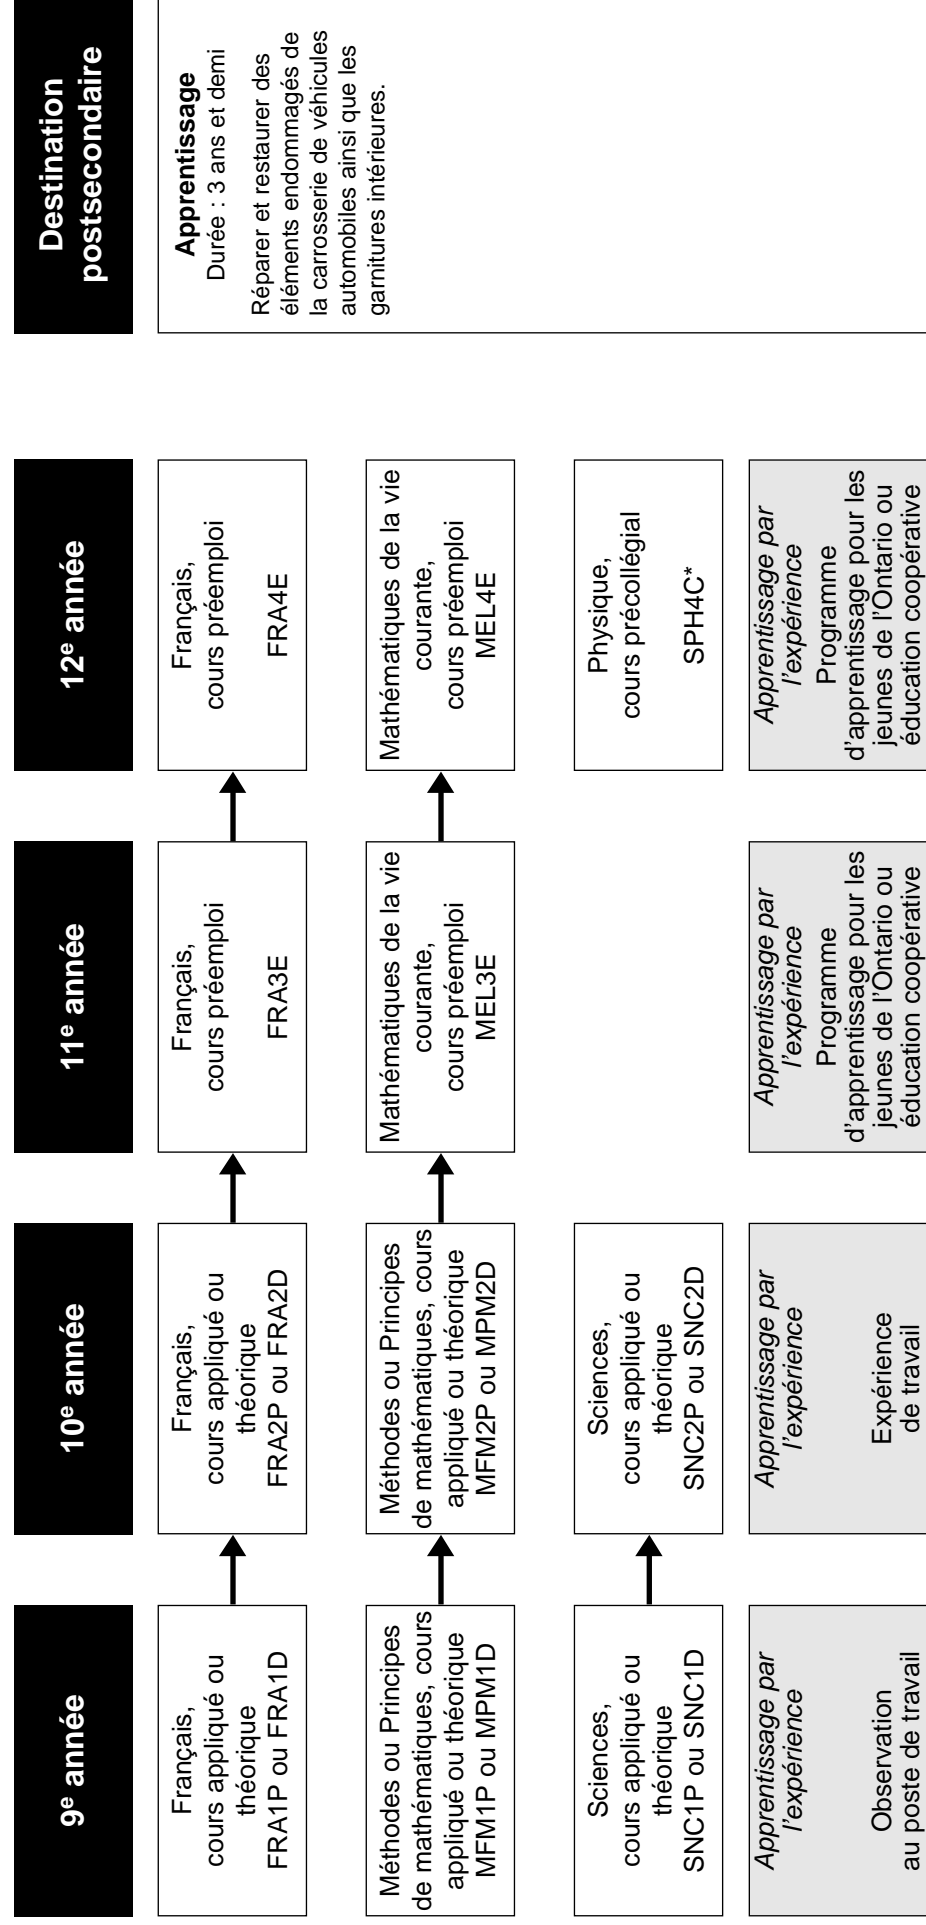 9e année
10e année
11e année
12e année
Destination
postsecondaire
Français,
cours appliqué ou
théorique
FRA1P ou FRA1D
Français,
cours appliqué ou
théorique
FRA2P ou FRA2D
Français,
cours préemploi
FRA3E
Français,
cours préemploi
FRA4E
Apprentissage
Durée : 3 ans et demi
Réparer et restaurer des
éléments endommagés de
la carrosserie de véhicules
automobiles ainsi que les
garnitures intérieures.
Méthodes ou Principes
de mathématiques, cours
appliqué ou théorique
MFM1P ou MPM1D
Méthodes ou Principes
de mathématiques, cours
appliqué ou théorique
MFM2P ou MPM2D
Mathématiques de la vie
courante,
cours préemploi
MEL3E
Mathématiques de la vie
courante,
cours préemploi
MEL4E
Sciences,
cours appliqué ou
théorique
SNC1P ou SNC1D
Sciences,
cours appliqué ou
théorique
SNC2P ou SNC2D
Physique,
cours précollégial
SPH4C*
Apprentissage par
l'expérience
Observation
au poste de travail
Apprentissage par
l'expérience
Expérience
de travail
Apprentissage par
l'expérience
Programme
d'apprentissage pour les
jeunes de l'Ontario ou
éducation coopérative
Apprentissage par
l'expérience
Programme
d'apprentissage pour les
jeunes de l'Ontario ou
éducation coopérative